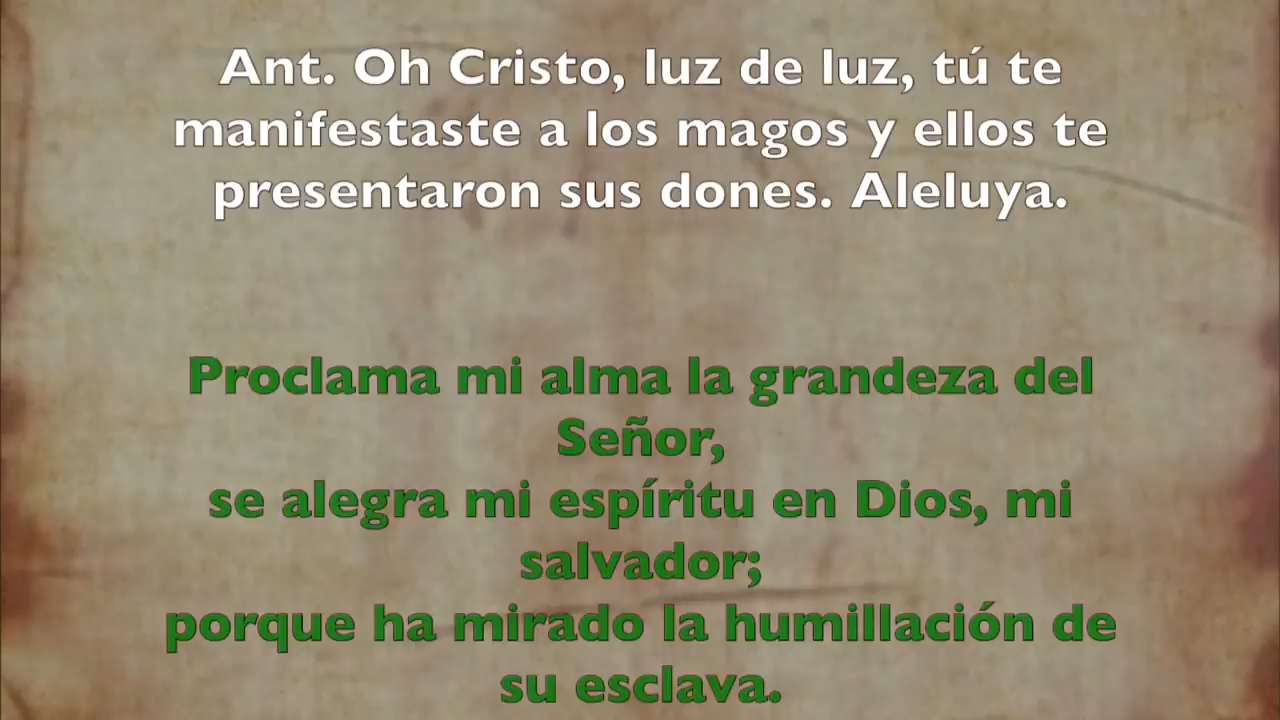 Ant. Oh Cristo, luz de luz, tú te
manifestaste a los magos y ellos te
presentaron sus dones. Aleluya.
Proclama mi alma la grandeza del
Señor,
se alegra mi espíritu en Dios, mi
salvador;
porque ha mirado la humillación de
su esclava.